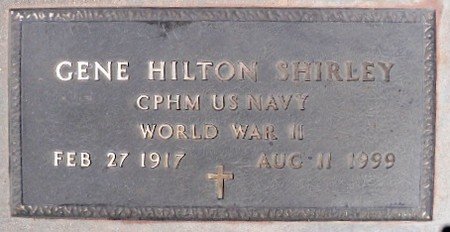 GENE HILTON SHIRLEY
CPHM US NAVY
WORLD WAR II
FEB 27 1917 AUG 11 1999